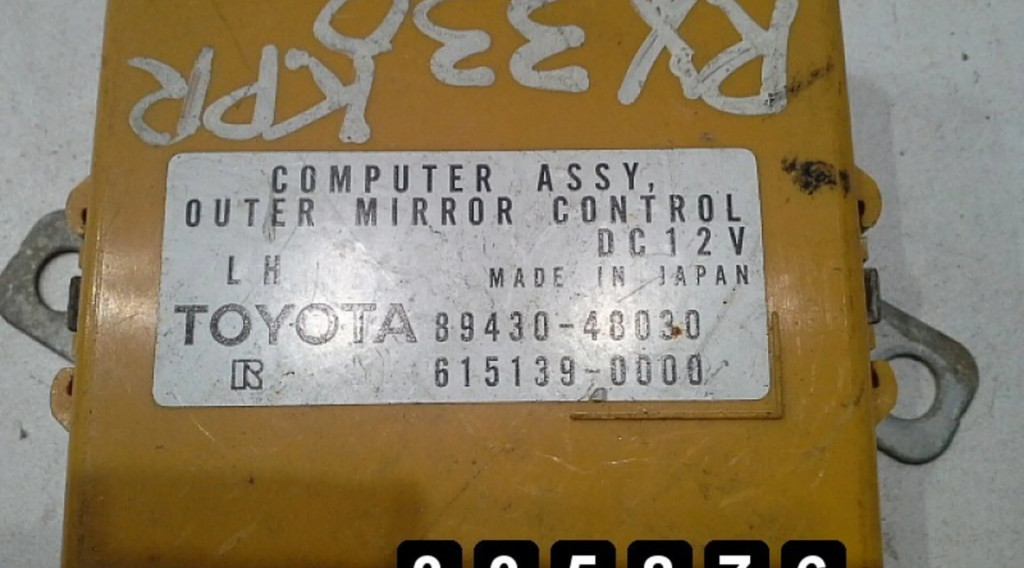 RX330
KPR
COMPUTER ASSY,
OUTER MIRROR CONTROL
DC12V
LH MADE IN JAPAN
TOYOTA 89430-48030
R 615139-0000